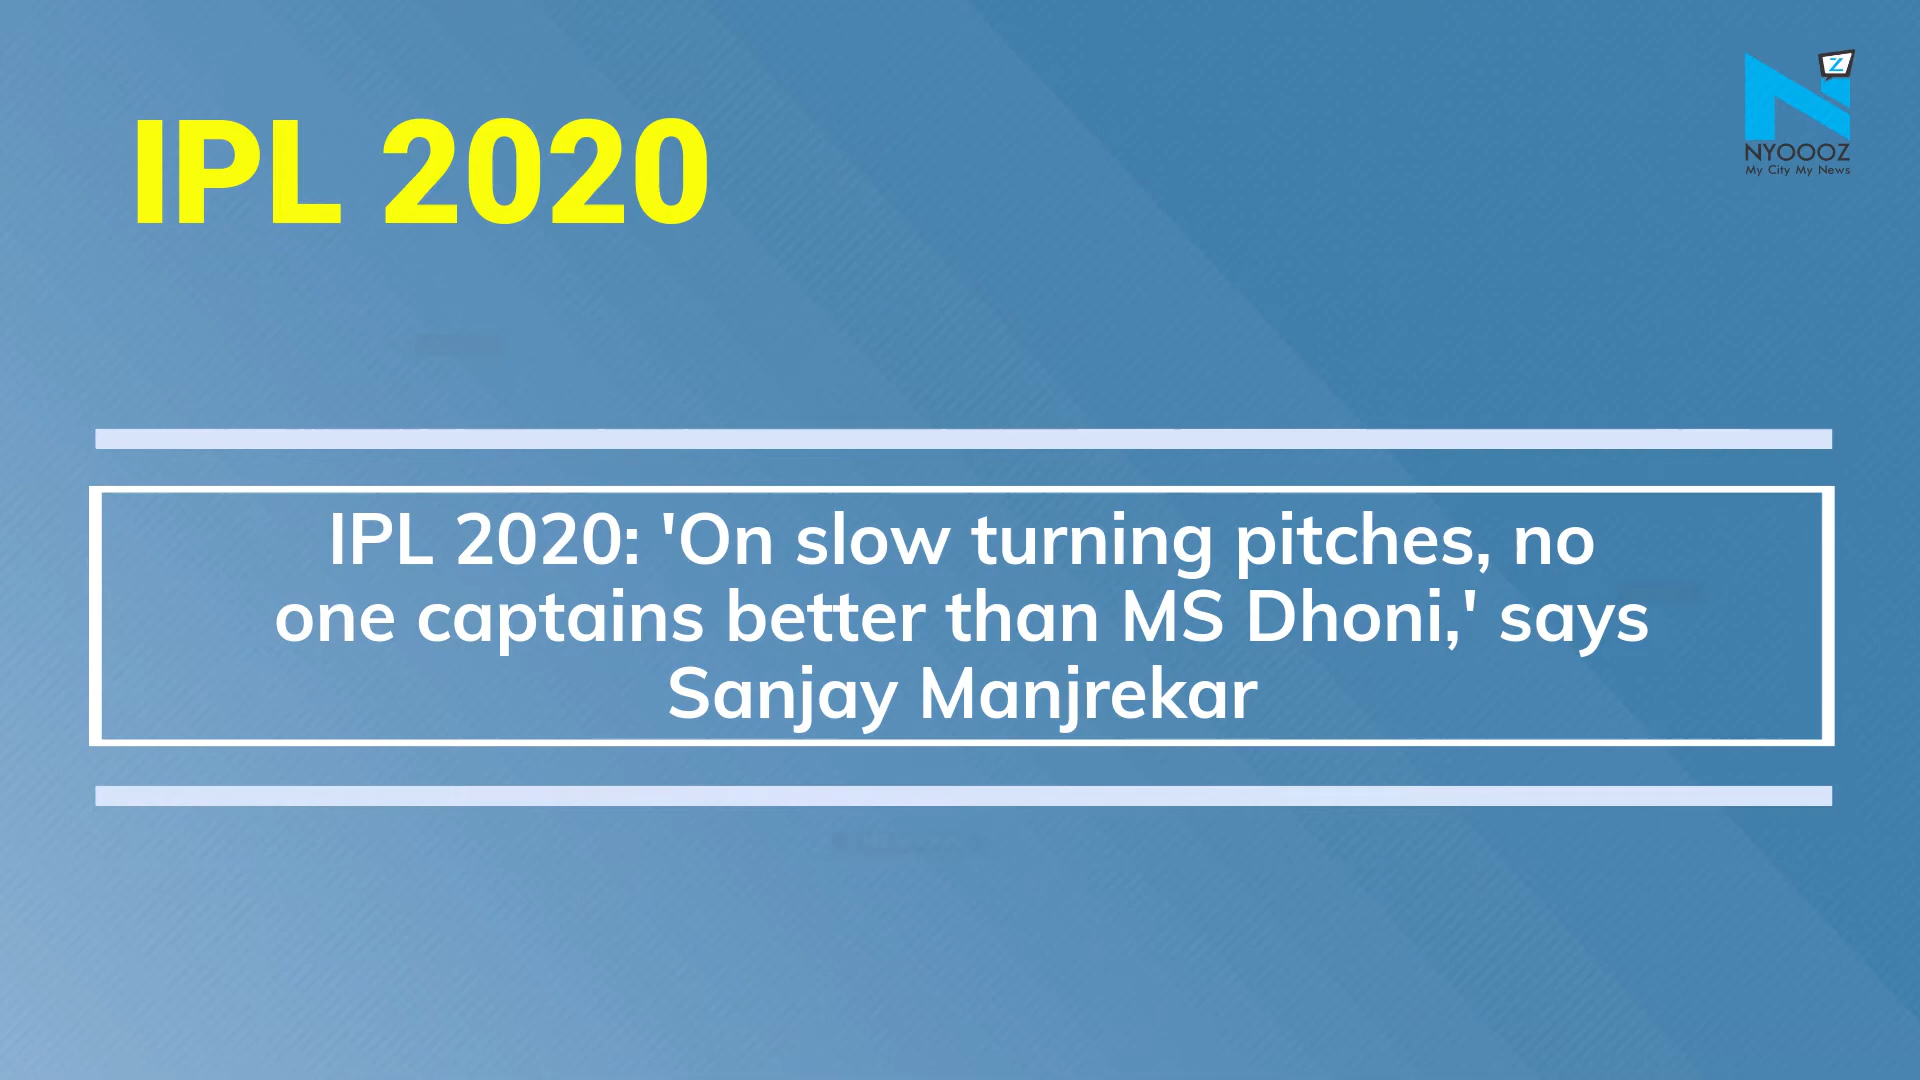 IPL 2020
Z
NYOOOZ
My City My News
IPL 2020: 'On slow turning pitches, no
one captains better than MS Dhoni,' says
Sanjay Manjrekar